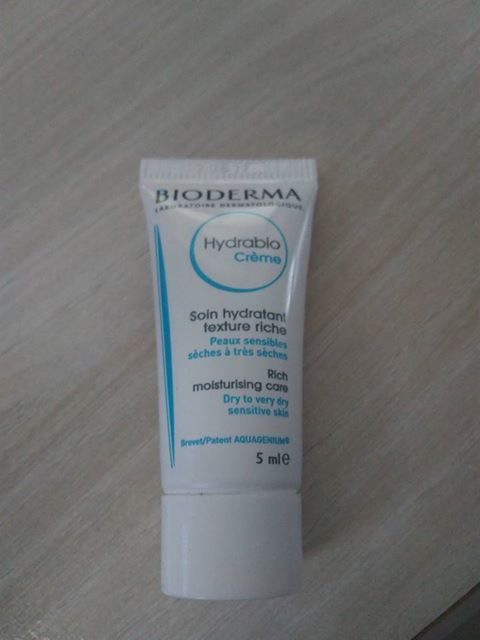 BIODERMA
LABORATOIRE DERMATOLOGIQUE
Hydrabio
Crème
Soin hydratant
texture riche
Peaux sensibles
sèches à très sèches
Rich
moisturising care
Dry to very dry
sensitive skin
Brevet/Patent AQUAGENIUM®
5 ml℮